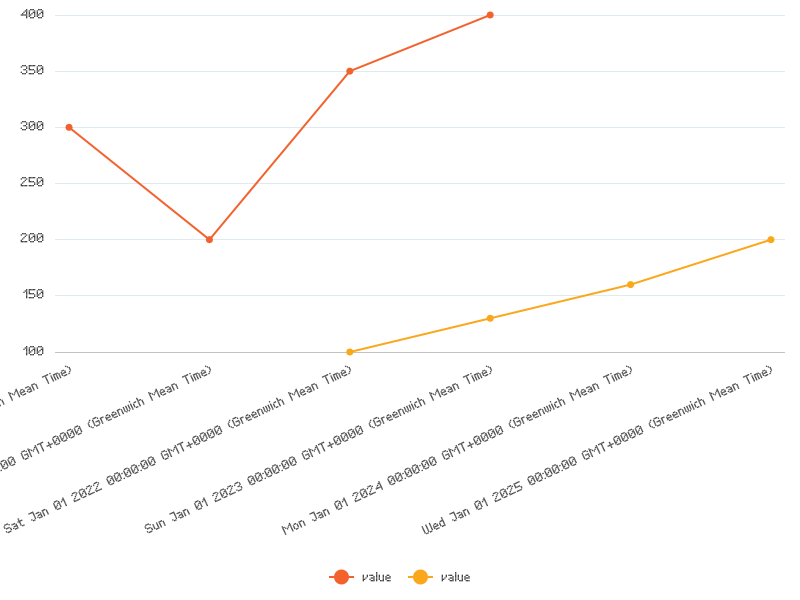 400
350
300
250
200
150
100
Mean Time)
00 GMT+0000 (Greenwich Mean Time)
Sat Jan 01 2022 00:00:00 GMT+0000 (Greenwich Mean Time)
Sun Jan 01 2023 00:00:00 GMT+0000 (Greenwich Mean Time)
Mon Jan 01 2024 00:00:00 GMT+0000 (Greenwich Mean Time)
Wed Jan 01 2025 00:00:00 GMT+0000 (Greenwich Mean Time)
value value